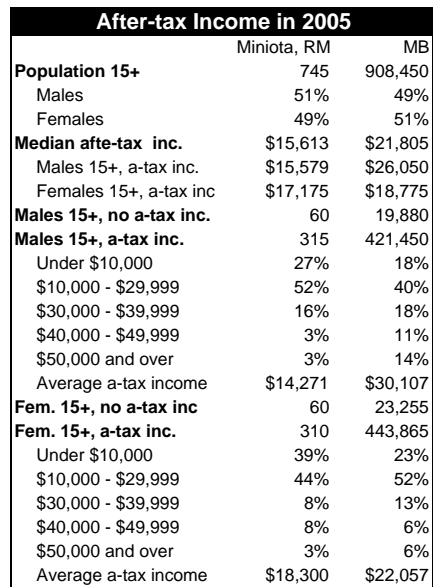 After-tax Income in 2005
Miniota, RM MB
Population 15+ 745 908,450
Males 51% 49%
Females 49% 51%
Median afte-tax inc. $15,613 $21,805
Males 15+, a-tax inc. $15,579 $26,050
Females 15+, a-tax inc $17,175 $18,775
Males 15+, no a-tax inc. 60 19,880
Males 15+, a-tax inc. 315 421,450
Under $10,000 27% 18%
$10,000 - $29,999 52% 40%
$30,000 - $39,999 16% 18%
$40,000 - $49,999 3% 11%
$50,000 and over 3% 14%
Average a-tax income $14,271 $30,107
Fem. 15+, no a-tax inc 60 23,255
Fem. 15+, a-tax inc. 310 443,865
Under $10,000 39% 23%
$10,000 - $29,999 44% 52%
$30,000 - $39,999 8% 13%
$40,000 - $49,999 8% 6%
$50,000 and over 3% 6%
Average a-tax income $18,300 $22,057